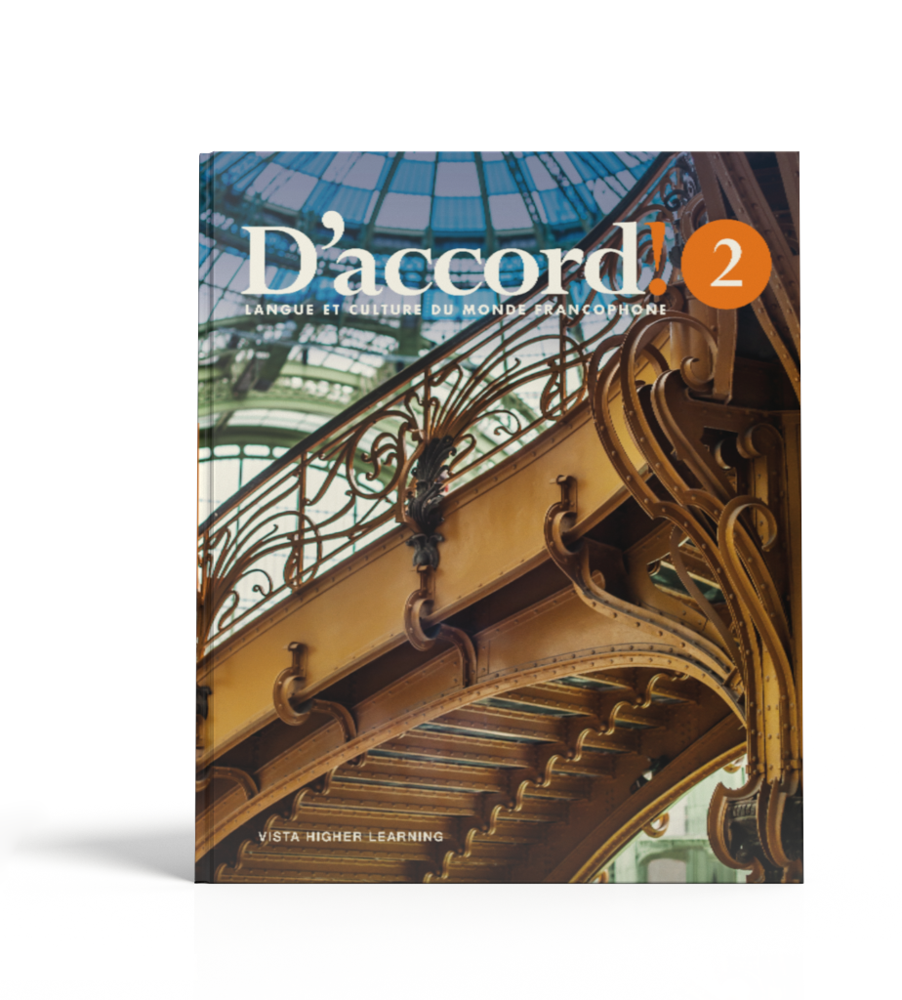 D'accord! 2
LANGUE ET CULTURE DU MONDE FRANCOPHONE
VISTA HIGHER LEARNING